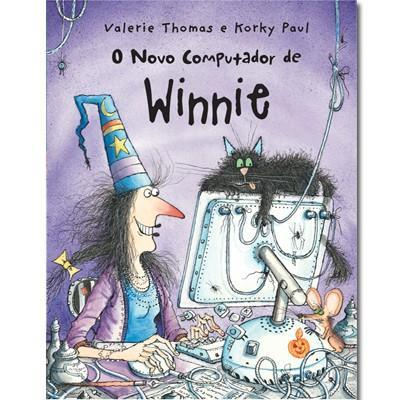 Valerie Thomas e Korky Paul
O Novo Computador de
Winnie